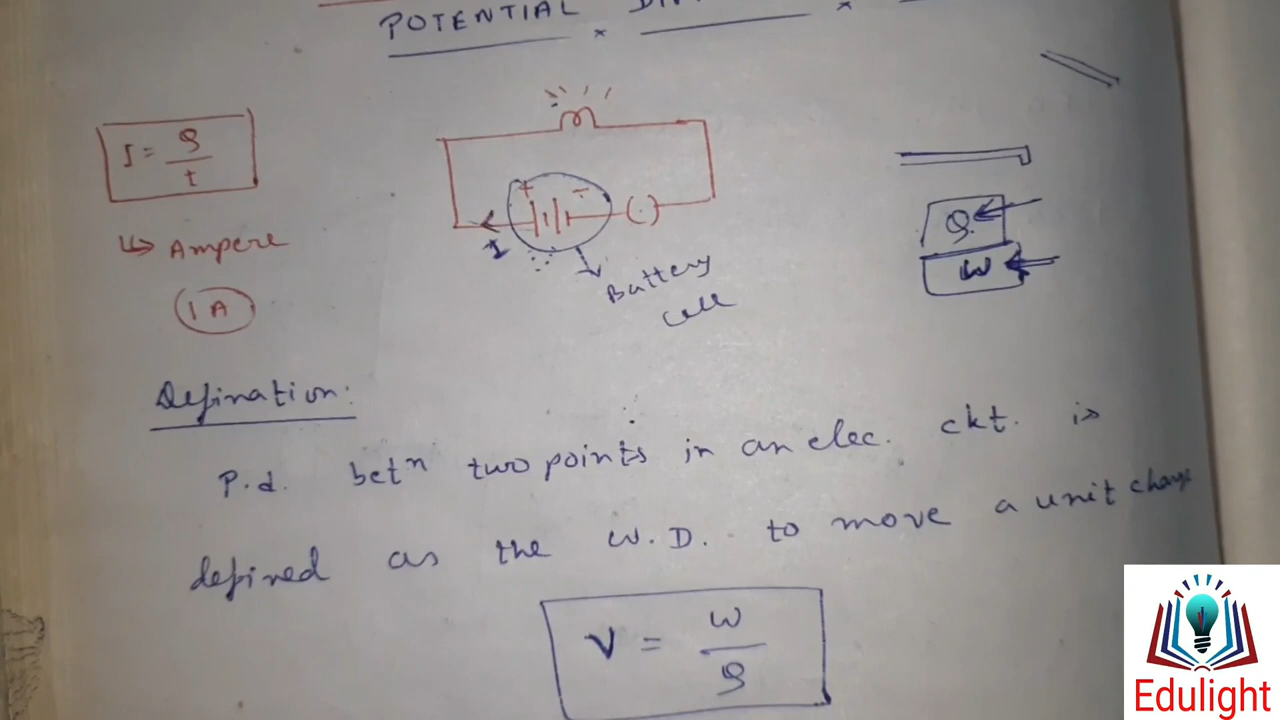 POTENTIAL
I = Q/t
↳ Ampere
1 A
+ -
( . )
I
Battery
cell
Q
W
Defination:
P.d. betⁿ two points in an elec. ckt. is
defined as the W.D. to move a unit charge
V = W/Q
Edulight